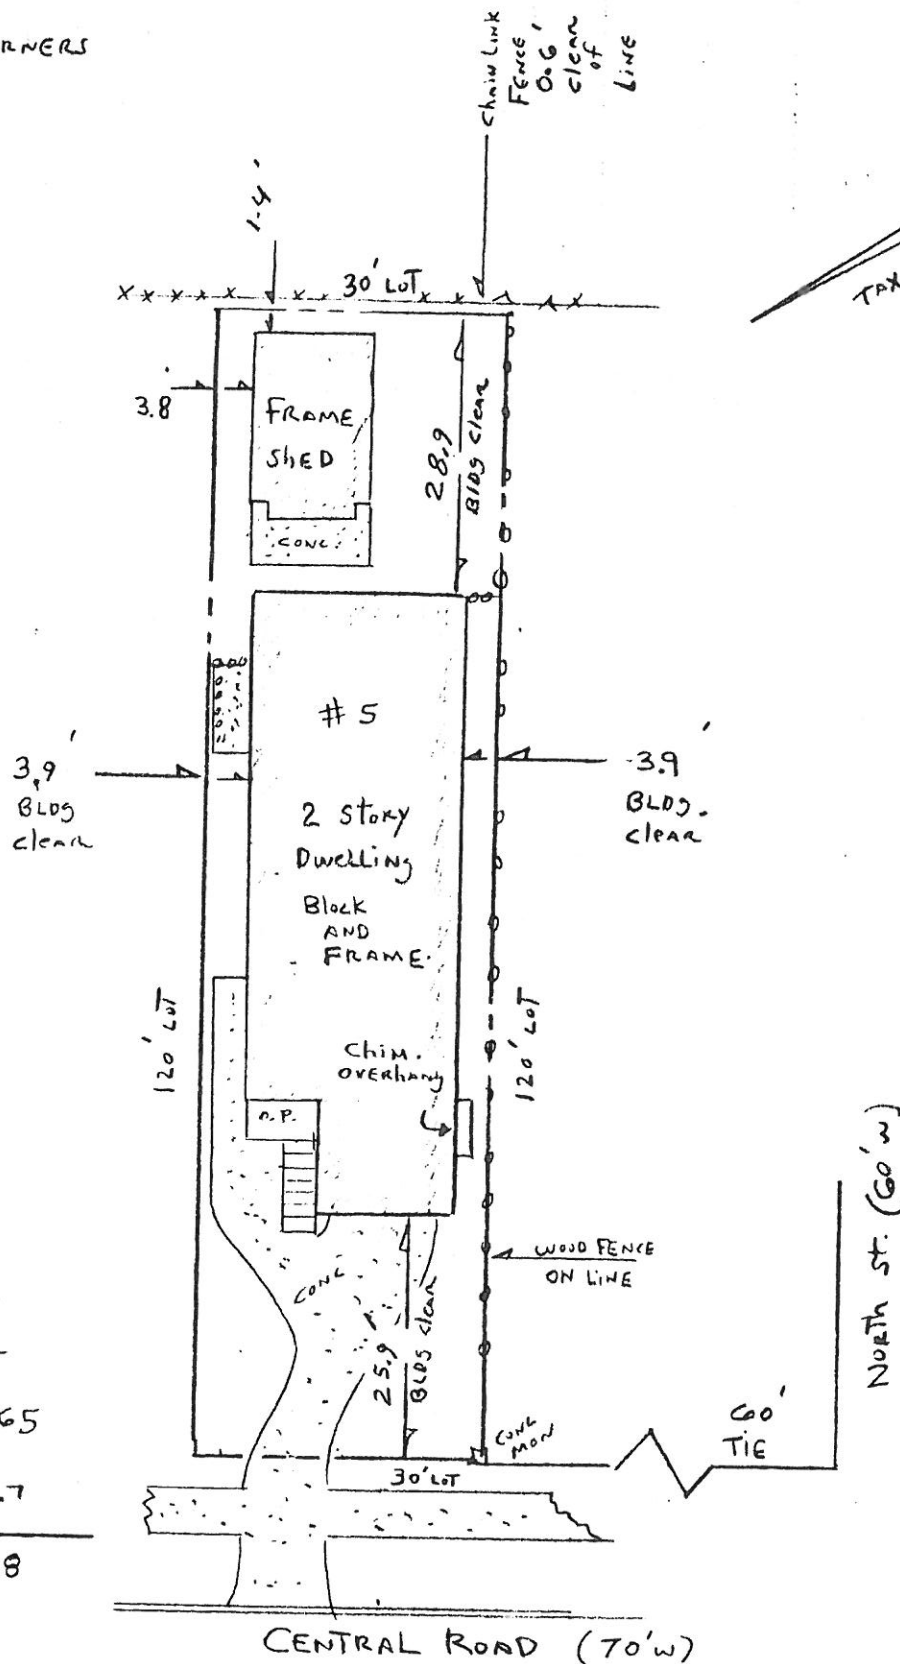 RNERS
Chain Link
FENCE
0.6'
clear
of
LINE
1.4'
30' LOT
TAX
3.8'
FRAME
ShED
CONC.
28.9
BlDg Clear
# 5
3.9'
BLDg
clear
3.9'
BLDg.
clear
2 Story
Dwelling
Block
AND
FRAME.
120' LOT
120' LOT
Chim.
OVERhang
O.P.
WOOD FENCE
ON LINE
CONC
25.9
BLDg clear
NORTh St. (60'W)
65
60'
TIE
CONC
MON
30' LOT
.7
8
CENTRAL ROAD (70'W)